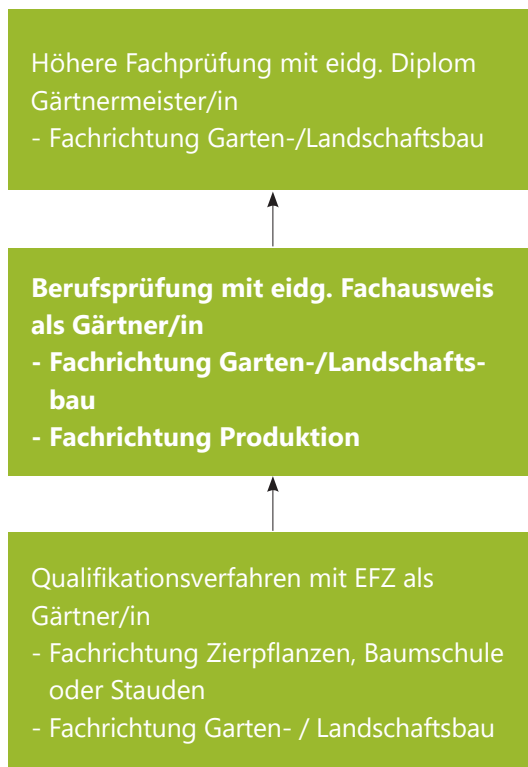 Höhere Fachprüfung mit eidg. Diplom
Gärtnermeister/in
- Fachrichtung Garten-/Landschaftsbau
Berufsprüfung mit eidg. Fachausweis
als Gärtner/in
- Fachrichtung Garten-/Landschafts-
bau
- Fachrichtung Produktion
Qualifikationsverfahren mit EFZ als
Gärtner/in
- Fachrichtung Zierpflanzen, Baumschule
oder Stauden
- Fachrichtung Garten- / Landschaftsbau